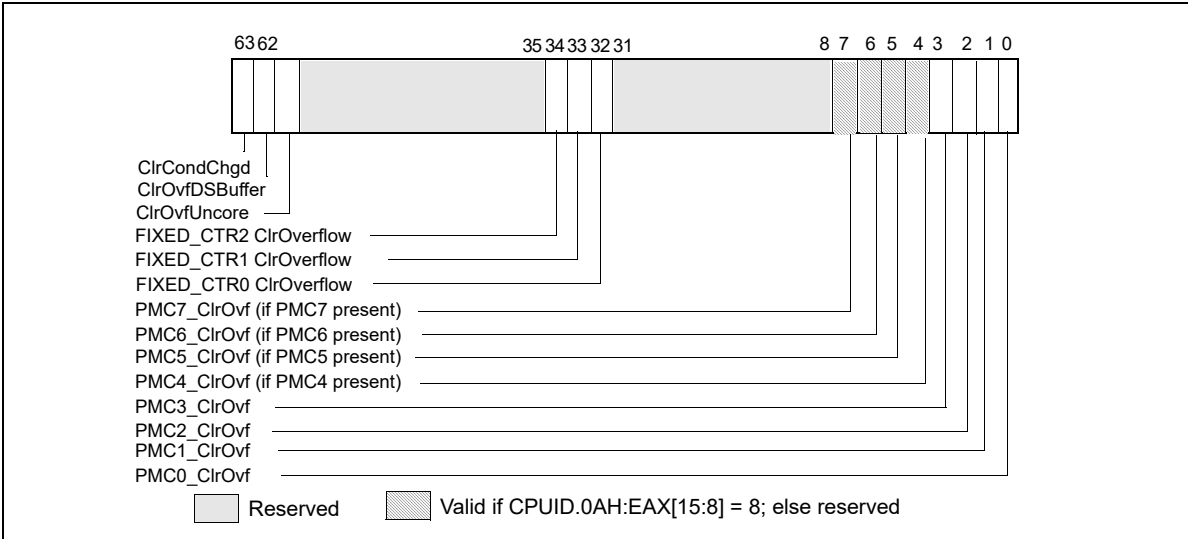 63 62 35 34 33 32 31 8 7 6 5 4 3 2 1 0
ClrCondChgd
ClrOvfDSBuffer
ClrOvfUncore
FIXED_CTR2 ClrOverflow
FIXED_CTR1 ClrOverflow
FIXED_CTR0 ClrOverflow
PMC7_ClrOvf (if PMC7 present)
PMC6_ClrOvf (if PMC6 present)
PMC5_ClrOvf (if PMC5 present)
PMC4_ClrOvf (if PMC4 present)
PMC3_ClrOvf
PMC2_ClrOvf
PMC1_ClrOvf
PMC0_ClrOvf
Reserved Valid if CPUID.0AH:EAX[15:8] = 8; else reserved